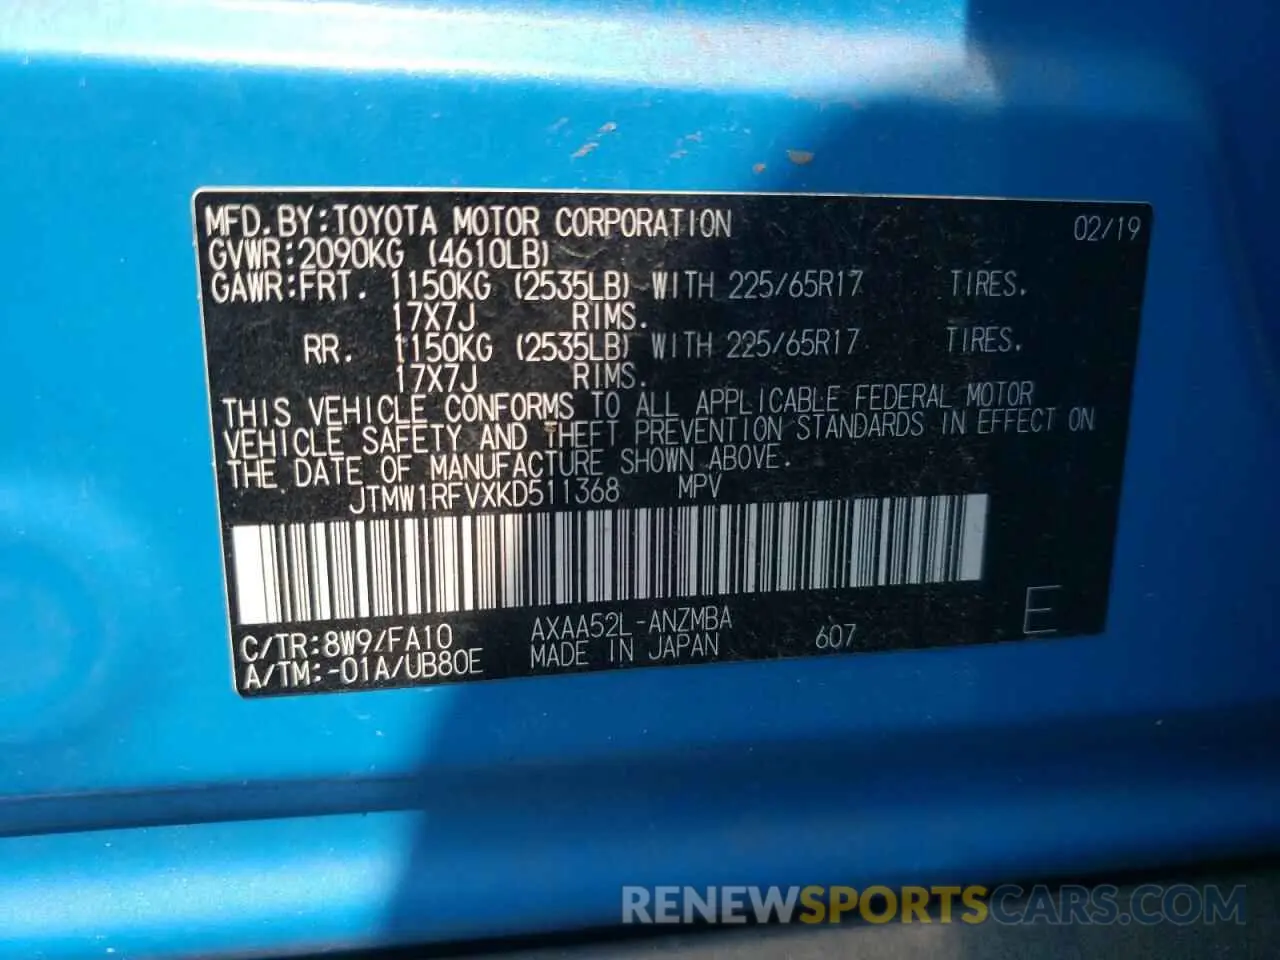 MFD.BY:TOYOTA MOTOR CORPORATION 02/19
GVWR:2090KG (4610LB)
GAWR:FRT. 1150KG (2535LB) WITH 225/65R17 TIRES.
17X7J RIMS.
RR. 1150KG (2535LB) WITH 225/65R17 TIRES.
17X7J RIMS.
THIS VEHICLE CONFORMS TO ALL APPLICABLE FEDERAL MOTOR
VEHICLE SAFETY AND THEFT PREVENTION STANDARDS IN EFFECT ON
THE DATE OF MANUFACTURE SHOWN ABOVE.
JTMW1RFVXKD511368 MPV
C/TR:8W9/FA10 AXAA52L-ANZMBA 607 E
A/TM:-01A/UB80E MADE IN JAPAN
RENEWSPORTSCARS.COM